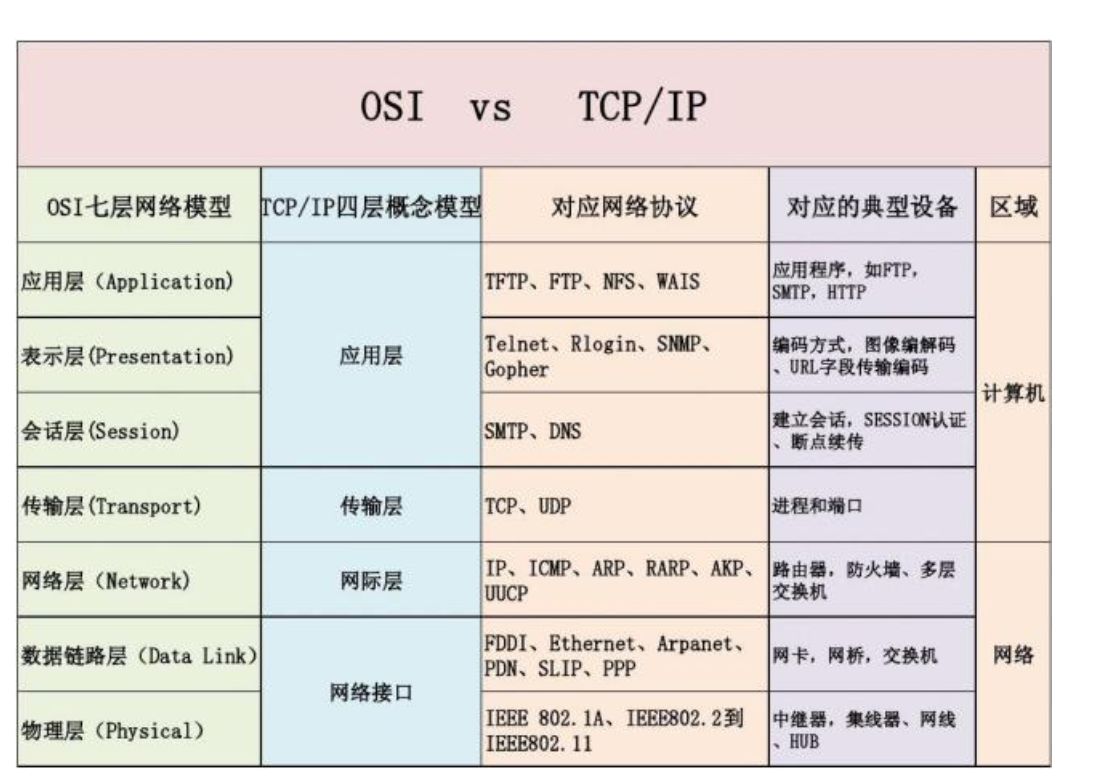 OSI vs TCP/IP
OSI七层网络模型 TCP/IP四层概念模型 对应网络协议 对应的典型设备 区域
应用层（Application) TFTP、FTP、NFS、WAIS 应用程序，如FTP，
SMTP，HTTP
表示层(Presentation) 应用层 Telnet、Rlogin、SNMP、
Gopher
编码方式，图像编解码
、URL字段传输编码
计算机
会话层(Session) SMTP、DNS 建立会话，SESSION认证
、断点续传
传输层(Transport) 传输层 TCP、UDP 进程和端口
网络层（Network) 网际层 IP、ICMP、ARP、RARP、AKP、
UUCP
路由器，防火墙、多层
交换机
数据链路层（Data Link) FDDI、Ethernet、Arpanet、
PDN、SLIP、PPP
网卡，网桥，交换机 网络
网络接口
物理层（Physical） IEEE 802.1A、IEEE802.2到
IEEE802.11
中继器，集线器、网线
、HUB